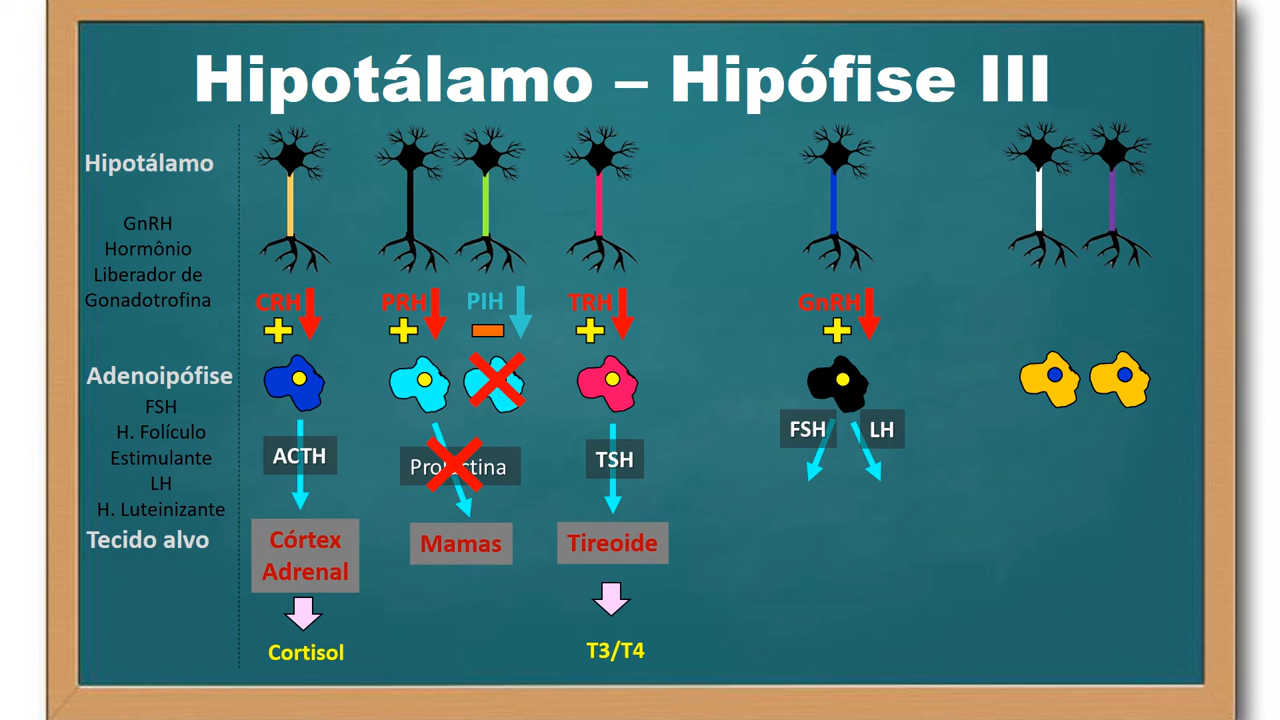 Hipotálamo – Hipófise III
Hipotálamo
GnRH
Hormônio
Liberador de
Gonadotrofina
CRH
PRH
PIH
TRH
GnRH
Adenoipófise
FSH
H. Folículo
Estimulante
LH
H. Luteinizante
ACTH
Prolactina
TSH
FSH
LH
Tecido alvo
Córtex
Adrenal
Mamas
Tireoide
Cortisol
T3/T4